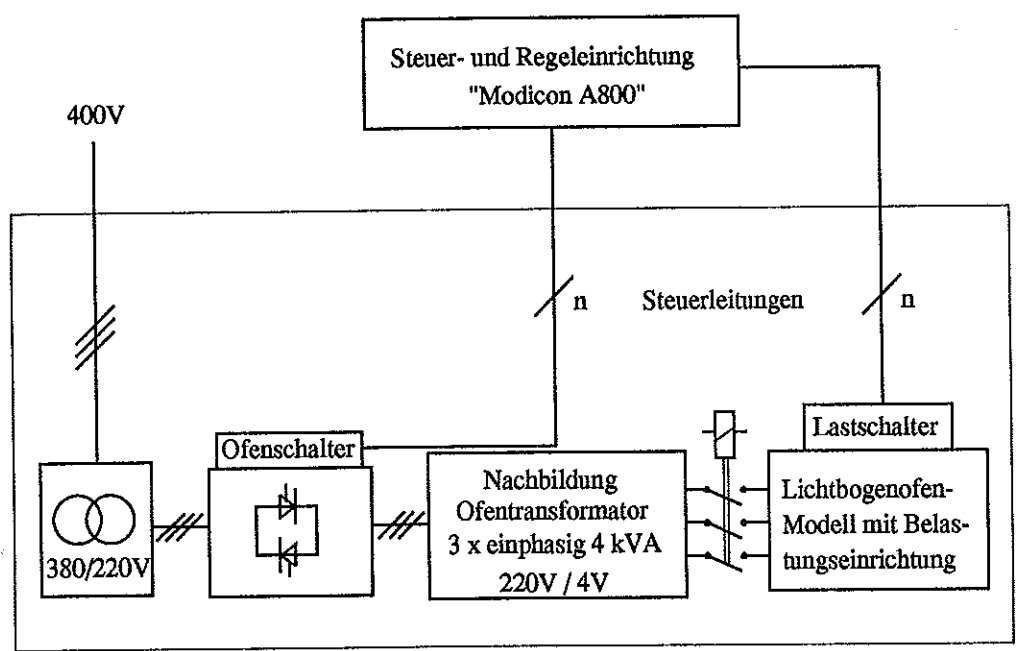 Steuer- und Regeleinrichtung
"Modicon A800"
400V
n
Steuerleitungen
n
Ofenschalter
Lastschalter
380/220V
Nachbildung
Ofentransformator
3 x einphasig 4 kVA
220V / 4V
Lichtbogenofen-
Modell mit Belas-
tungseinrichtung